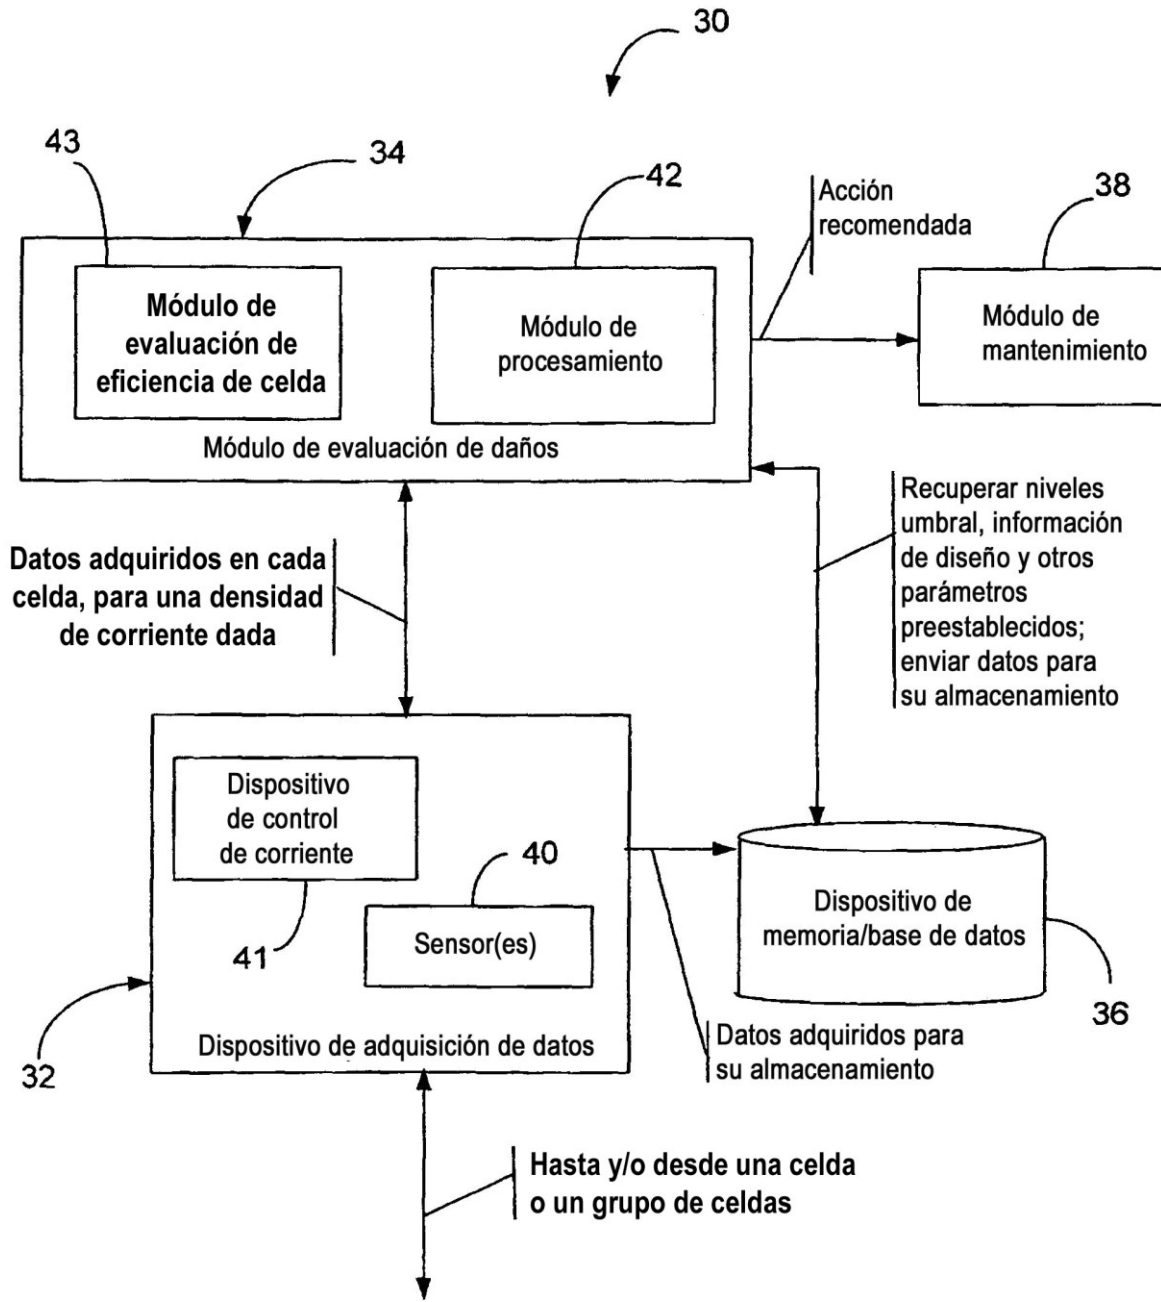 30
43
34
42
38
Acción
recomendada
Módulo de
evaluación de
eficiencia de celda
Módulo de
procesamiento
Módulo de
mantenimiento
Módulo de evaluación de daños
Datos adquiridos en cada
celda, para una densidad
de corriente dada
Recuperar niveles
umbral, información
de diseño y otros
parámetros
preestablecidos;
enviar datos para
su almacenamiento
Dispositivo
de control
de corriente
41
40
Sensor(es)
Dispositivo de
memoria/base de datos
36
32
Dispositivo de adquisición de datos
Datos adquiridos para
su almacenamiento
Hasta y/o desde una celda
o un grupo de celdas